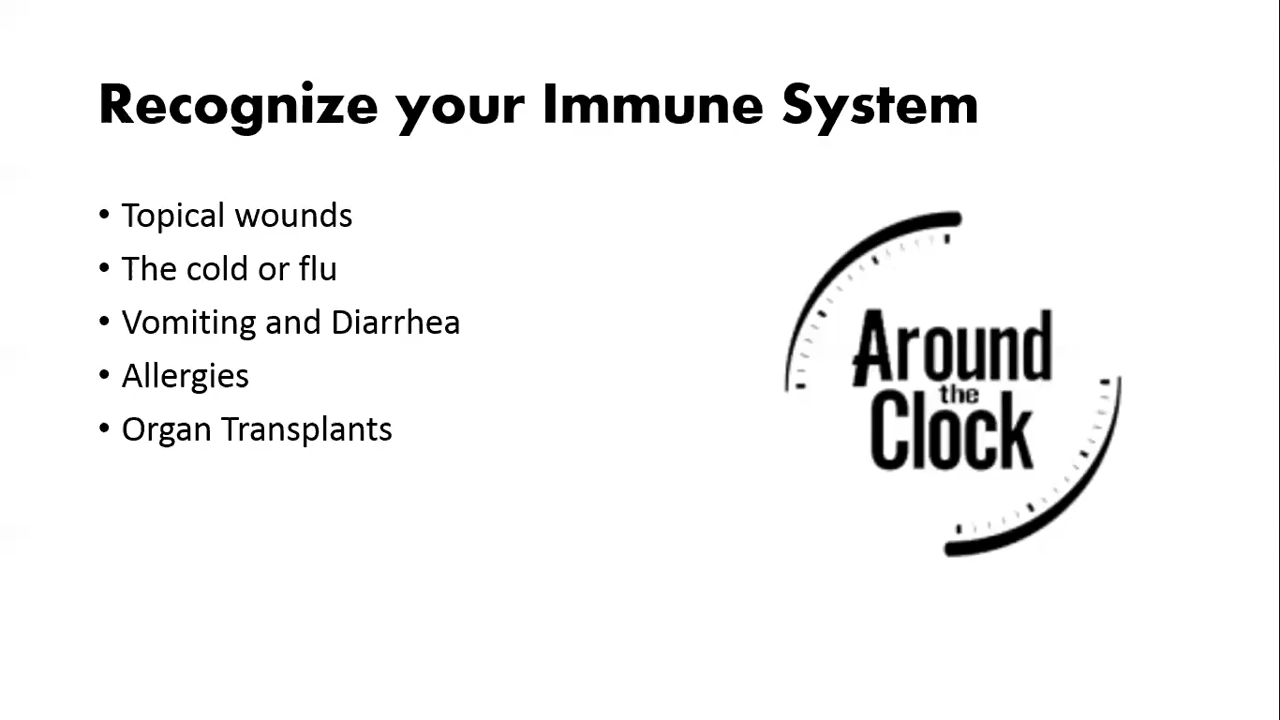 Recognize your Immune System
• Topical wounds
• The cold or flu
• Vomiting and Diarrhea
• Allergies
• Organ Transplants
Around
the
Clock